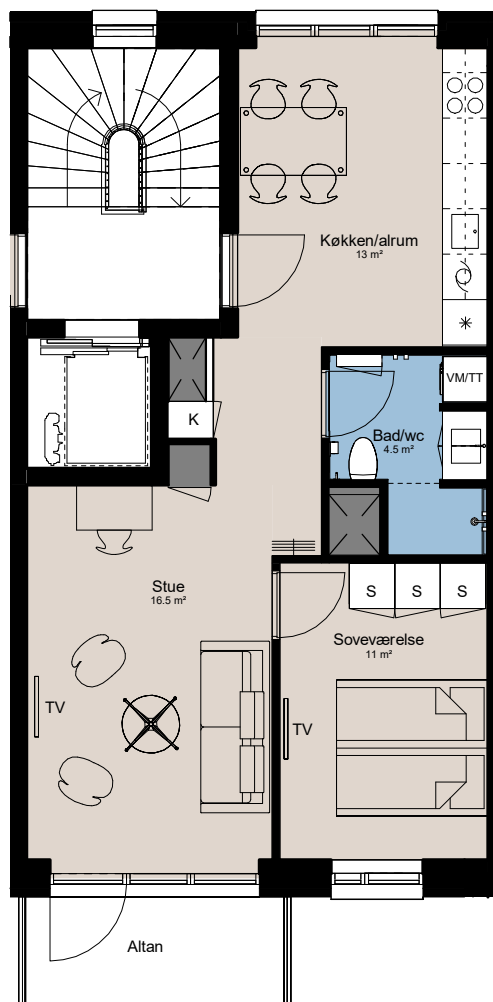 Køkken/alrum
13 m²
K
VM/TT
Bad/wc
4.5 m²
Stue
16.5 m²
S
S
S
Soveværelse
11 m²
TV
TV
Altan